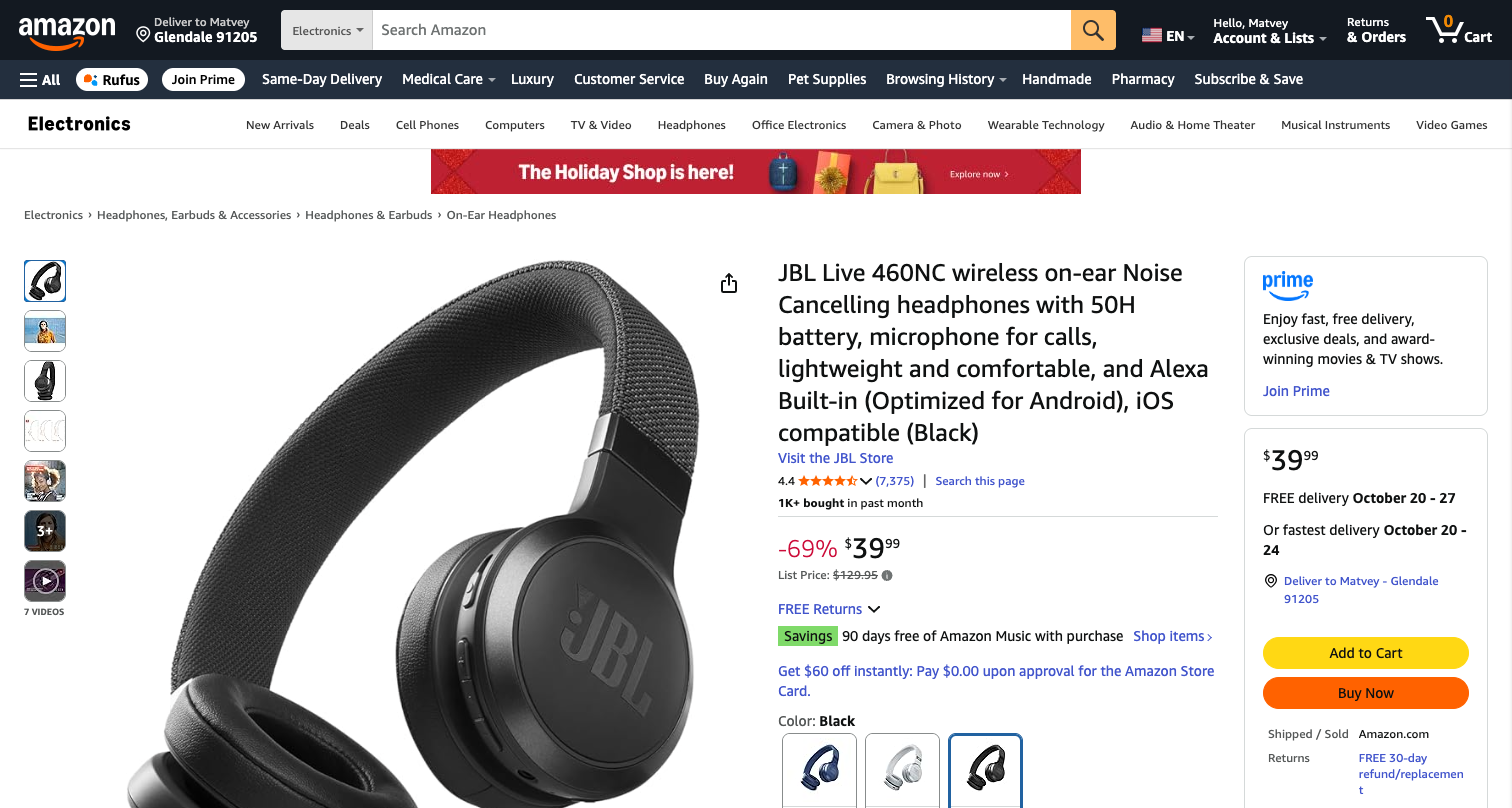 amazon
Deliver to Matvey
Glendale 91205
Electronics
Search Amazon
EN
Hello, Matvey
Account & Lists
Returns
& Orders
0
Cart
All
Rufus
Join Prime
Same-Day Delivery
Medical Care
Luxury
Customer Service
Buy Again
Pet Supplies
Browsing History
Handmade
Pharmacy
Subscribe & Save
Electronics
New Arrivals
Deals
Cell Phones
Computers
TV & Video
Headphones
Office Electronics
Camera & Photo
Wearable Technology
Audio & Home Theater
Musical Instruments
Video Games
The Holiday Shop is here!
Explore now ›
Electronics › Headphones, Earbuds & Accessories › Headphones & Earbuds › On-Ear Headphones
3+
7 VIDEOS
JBL
JBL Live 460NC wireless on-ear Noise
Cancelling headphones with 50H
battery, microphone for calls,
lightweight and comfortable, and Alexa
Built-in (Optimized for Android), iOS
compatible (Black)
Visit the JBL Store
4.4 (7,375) | Search this page
1K+ bought in past month
-69% $39 99
List Price: $129.95
FREE Returns
Savings 90 days free of Amazon Music with purchase Shop items ›
Get $60 off instantly: Pay $0.00 upon approval for the Amazon Store
Card.
Color: Black
prime
Enjoy fast, free delivery,
exclusive deals, and award-
winning movies & TV shows.
Join Prime
$39 99
FREE delivery October 20 - 27
Or fastest delivery October 20 -
24
Deliver to Matvey - Glendale
91205
Add to Cart
Buy Now
Shipped / Sold Amazon.com
Returns FREE 30-day
refund/replacemen
t